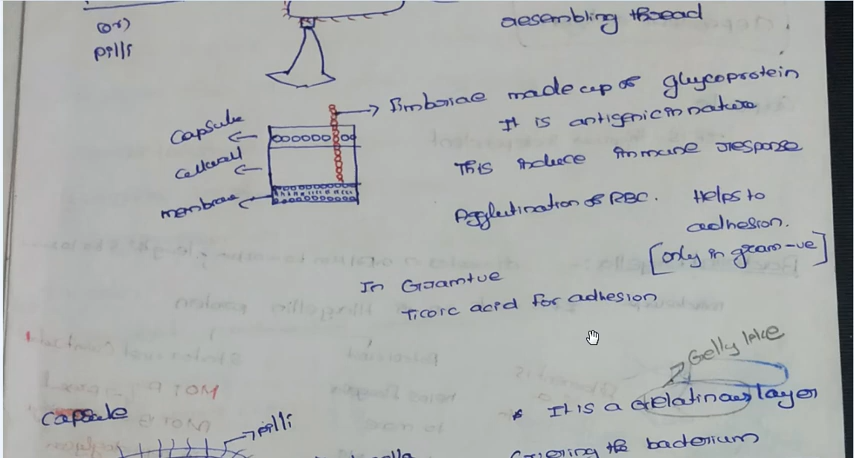 (or)
pilli
assembling thread
Fimbriae made up of glycoprotein
It is antigenic in nature
This induce immune response
Agglutination of RBC. Helps to
adhesion.
[only in gram -ve]
capsule
cellwall
membrane
In Gram+ve
Ticoic acid for adhesion
Gelly like
capsule
pilli
* It is a Gelatinous layer
the bacterium